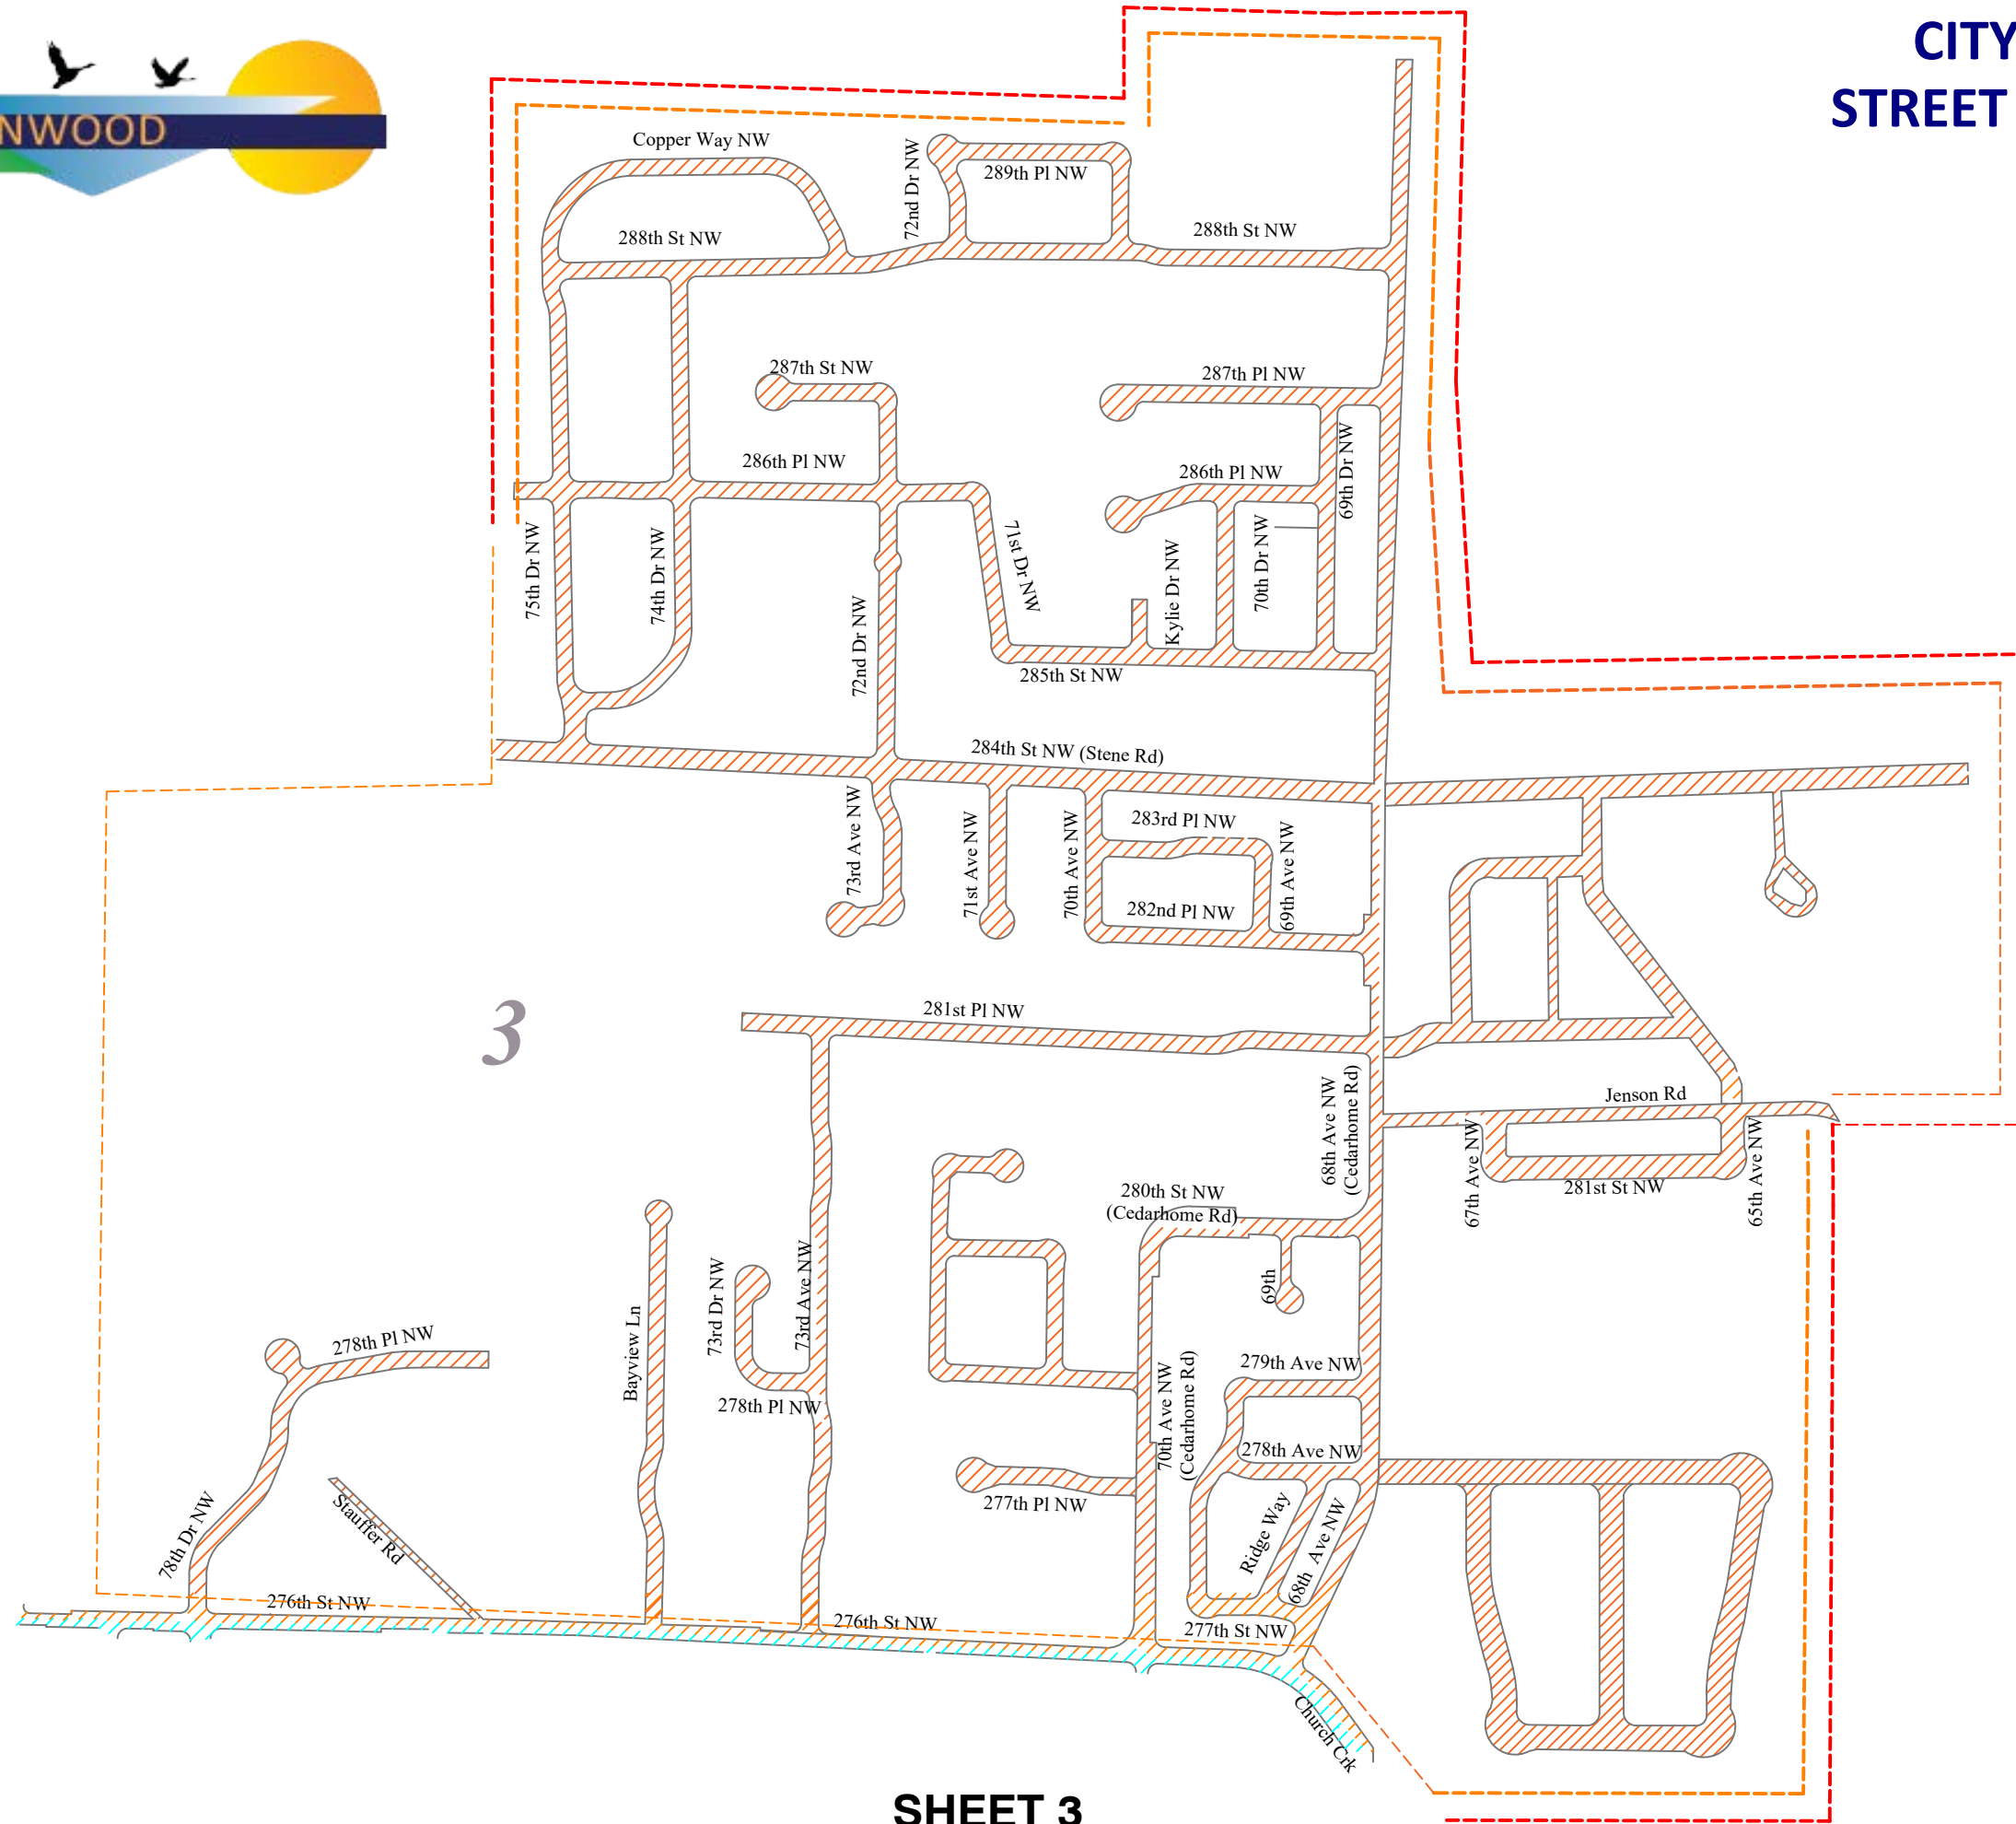 CITY
STREET
NWOOD
Copper Way NW
72nd Dr NW
289th Pl NW
288th St NW
288th St NW
287th St NW
287th Pl NW
286th Pl NW
286th Pl NW
69th Dr NW
75th Dr NW
74th Dr NW
71st Dr NW
Kylie Dr NW
70th Dr NW
72nd Dr NW
285th St NW
284th St NW (Stene Rd)
73rd Ave NW
71st Ave NW
70th Ave NW
283rd Pl NW
69th Ave NW
282nd Pl NW
3
281st Pl NW
68th Ave NW
(Cedarhome Rd)
Jenson Rd
67th Ave NW
65th Ave NW
281st St NW
280th St NW
(Cedarhome Rd)
69th
Bayview Ln
73rd Dr NW
73rd Ave NW
278th Pl NW
278th Pl NW
279th Ave NW
70th Ave NW
(Cedarhome Rd)
278th Ave NW
277th Pl NW
Ridge Way
68th Ave NW
78th Dr NW
Stauffer Rd
276th St NW
276th St NW
277th St NW
Church Crk
SHEET 3